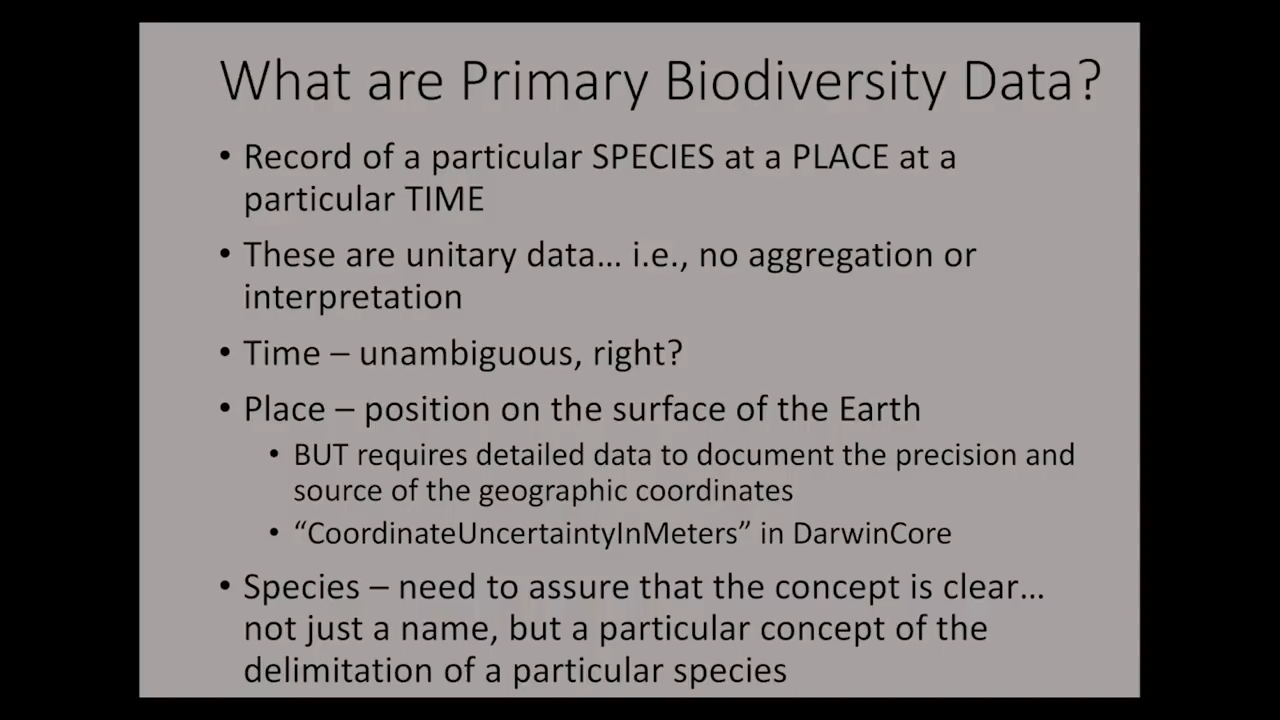 What are Primary Biodiversity Data?
• Record of a particular SPECIES at a PLACE at a
particular TIME
• These are unitary data… i.e., no aggregation or
interpretation
• Time – unambiguous, right?
• Place – position on the surface of the Earth
• BUT requires detailed data to document the precision and
source of the geographic coordinates
• “CoordinateUncertaintyInMeters” in DarwinCore
• Species – need to assure that the concept is clear…
not just a name, but a particular concept of the
delimitation of a particular species